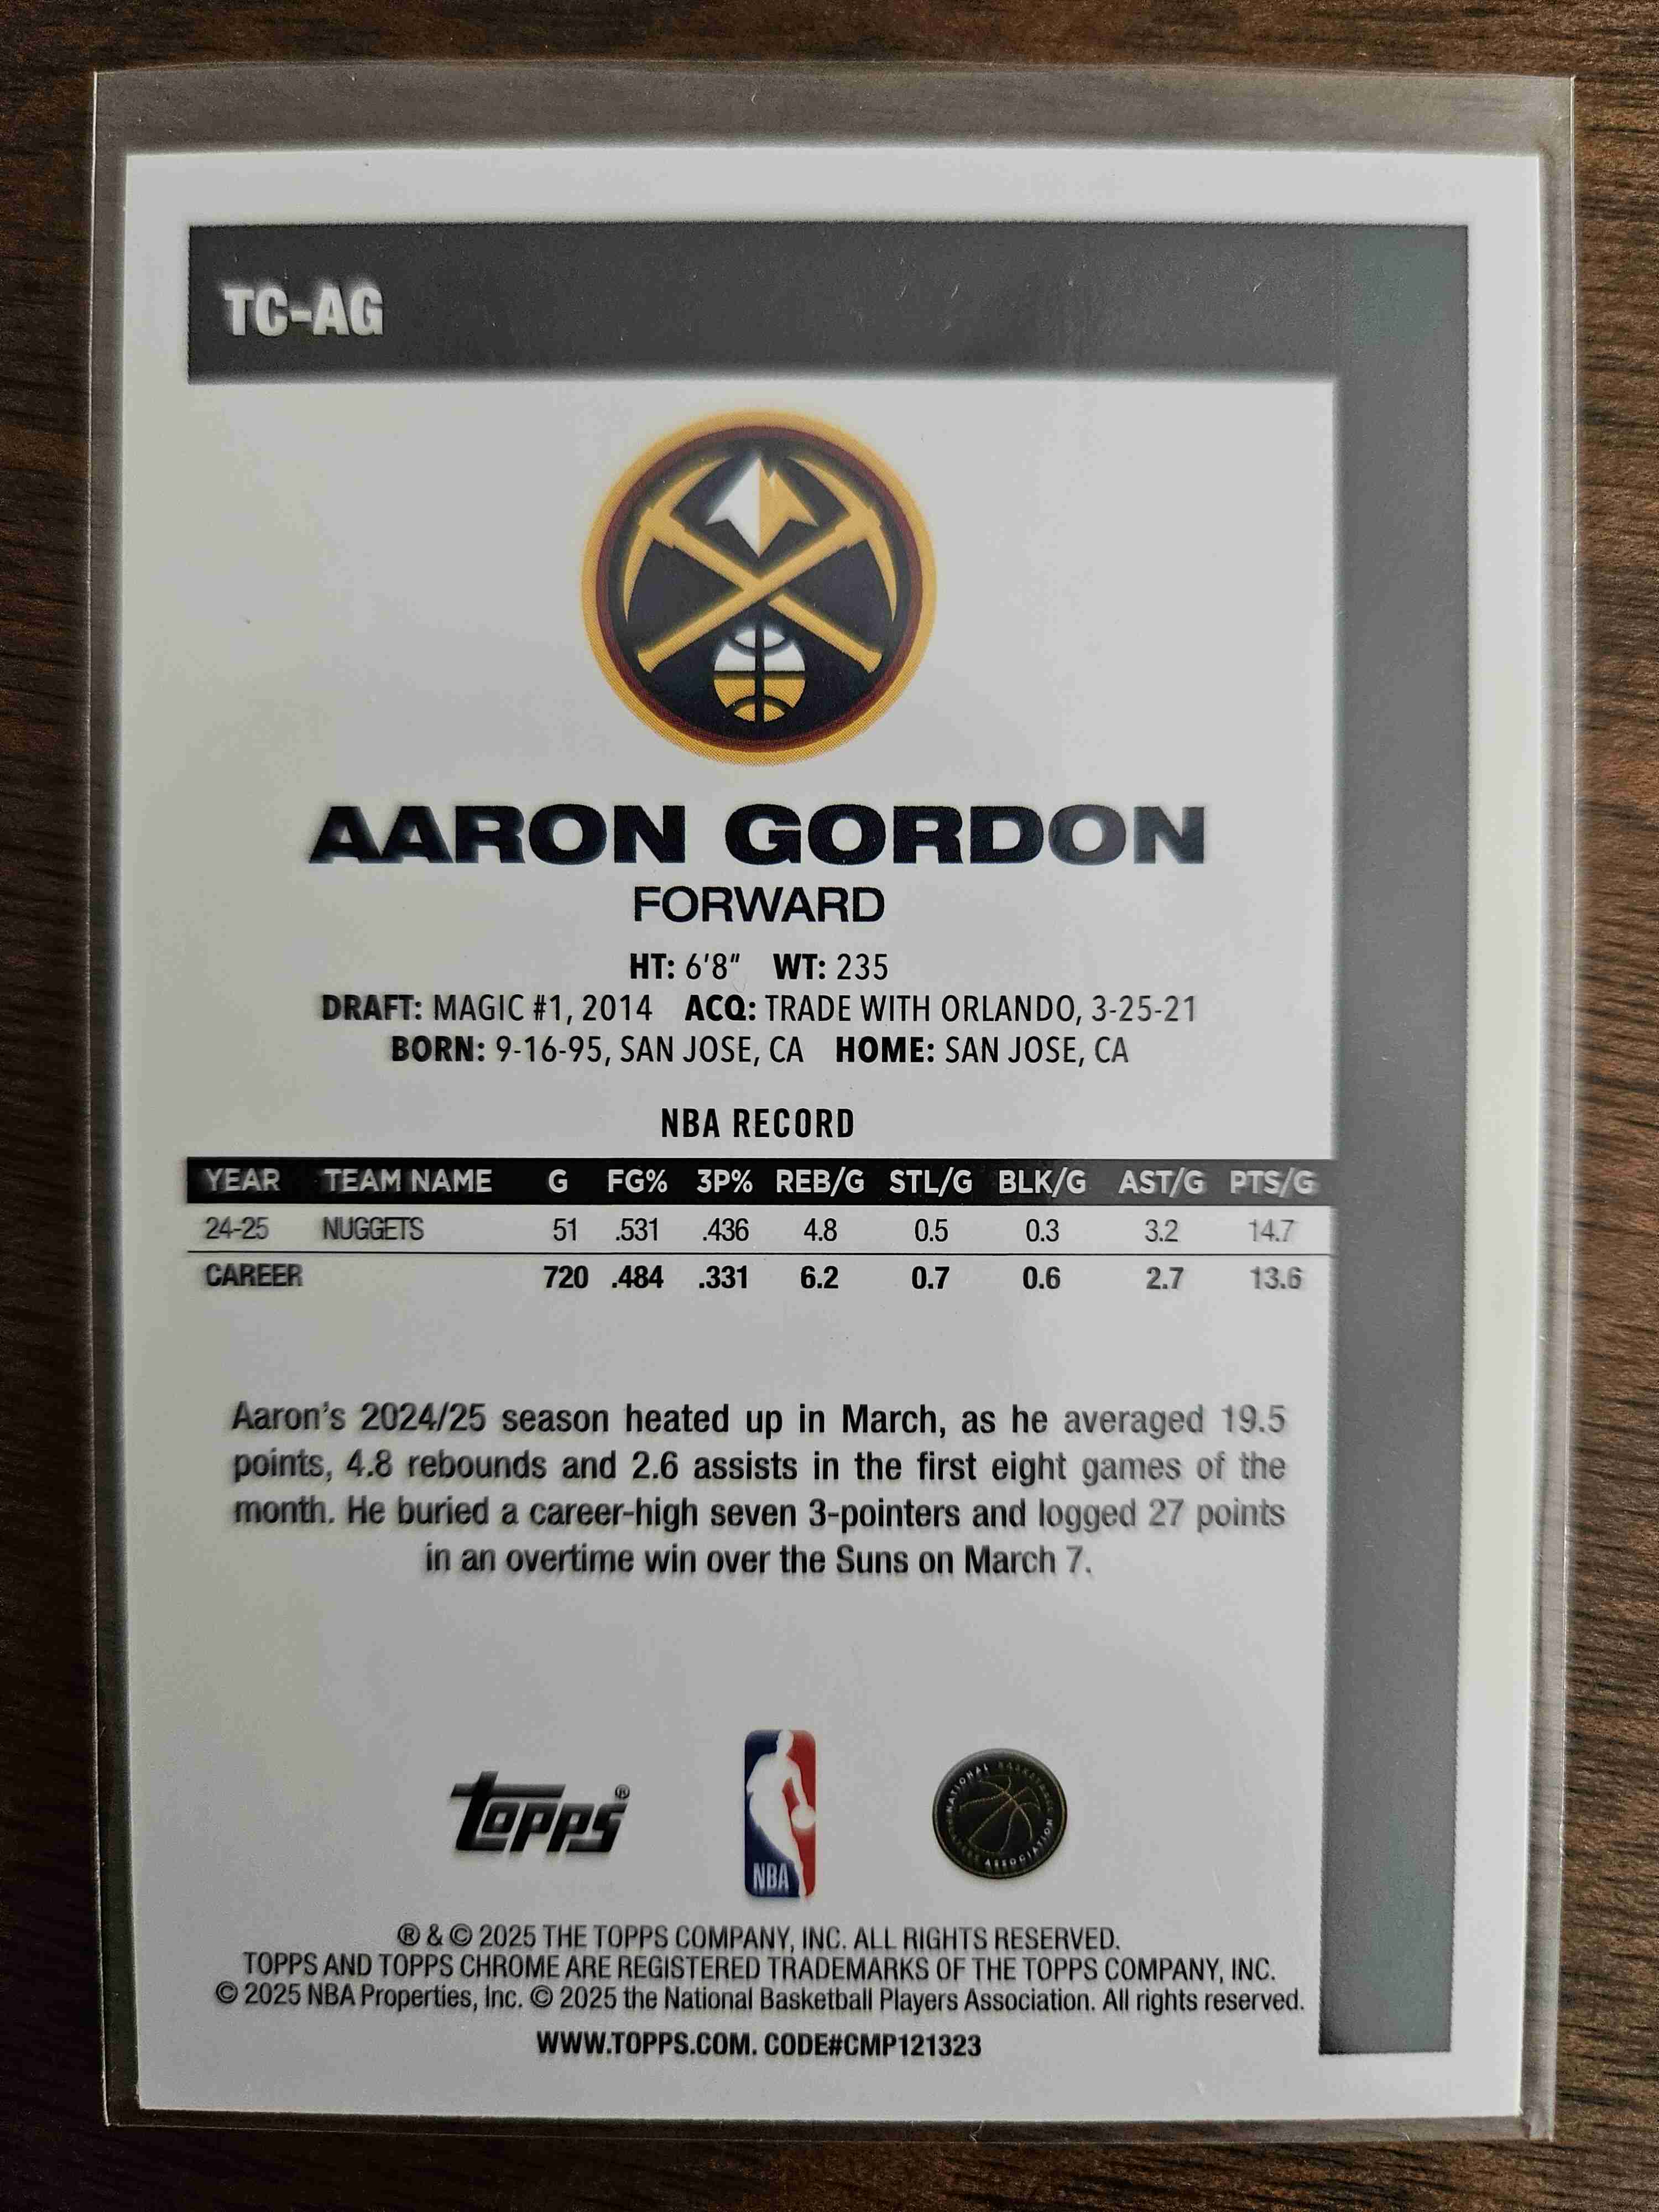 TC-AG
AARON GORDON
FORWARD
HT: 6'8" WT: 235
DRAFT: MAGIC #1, 2014 ACQ: TRADE WITH ORLANDO, 3-25-21
BORN: 9-16-95, SAN JOSE, CA HOME: SAN JOSE, CA
NBA RECORD
YEAR TEAM NAME G FG% 3P% REB/G STL/G BLK/G AST/G PTS/G
24-25 NUGGETS 51 .531 .436 4.8 0.5 0.3 3.2 14.7
CAREER 720 .484 .331 6.2 0.7 0.6 2.7 13.6
Aaron's 2024/25 season heated up in March, as he averaged 19.5
points, 4.8 rebounds and 2.6 assists in the first eight games of the
month. He buried a career-high seven 3-pointers and logged 27 points
in an overtime win over the Suns on March 7.
topps®
NBA
NATIONAL BASKETBALL PLAYERS ASSOCIATION
® & © 2025 THE TOPPS COMPANY, INC. ALL RIGHTS RESERVED.
TOPPS AND TOPPS CHROME ARE REGISTERED TRADEMARKS OF THE TOPPS COMPANY, INC.
© 2025 NBA Properties, Inc. © 2025 the National Basketball Players Association. All rights reserved.
WWW.TOPPS.COM. CODE#CMP121323